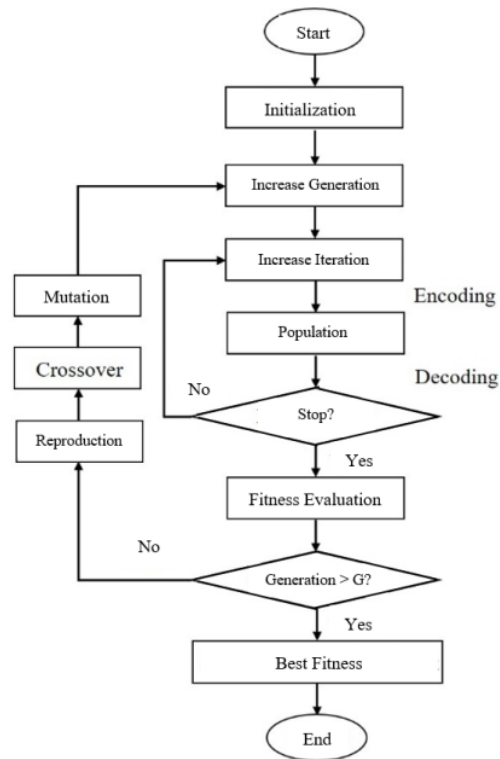 Start
Initialization
Increase Generation
Increase Iteration
Mutation
Encoding
Population
Crossover
Decoding
No
Stop?
Reproduction
Yes
Fitness Evaluation
No
Generation > G?
Yes
Best Fitness
End